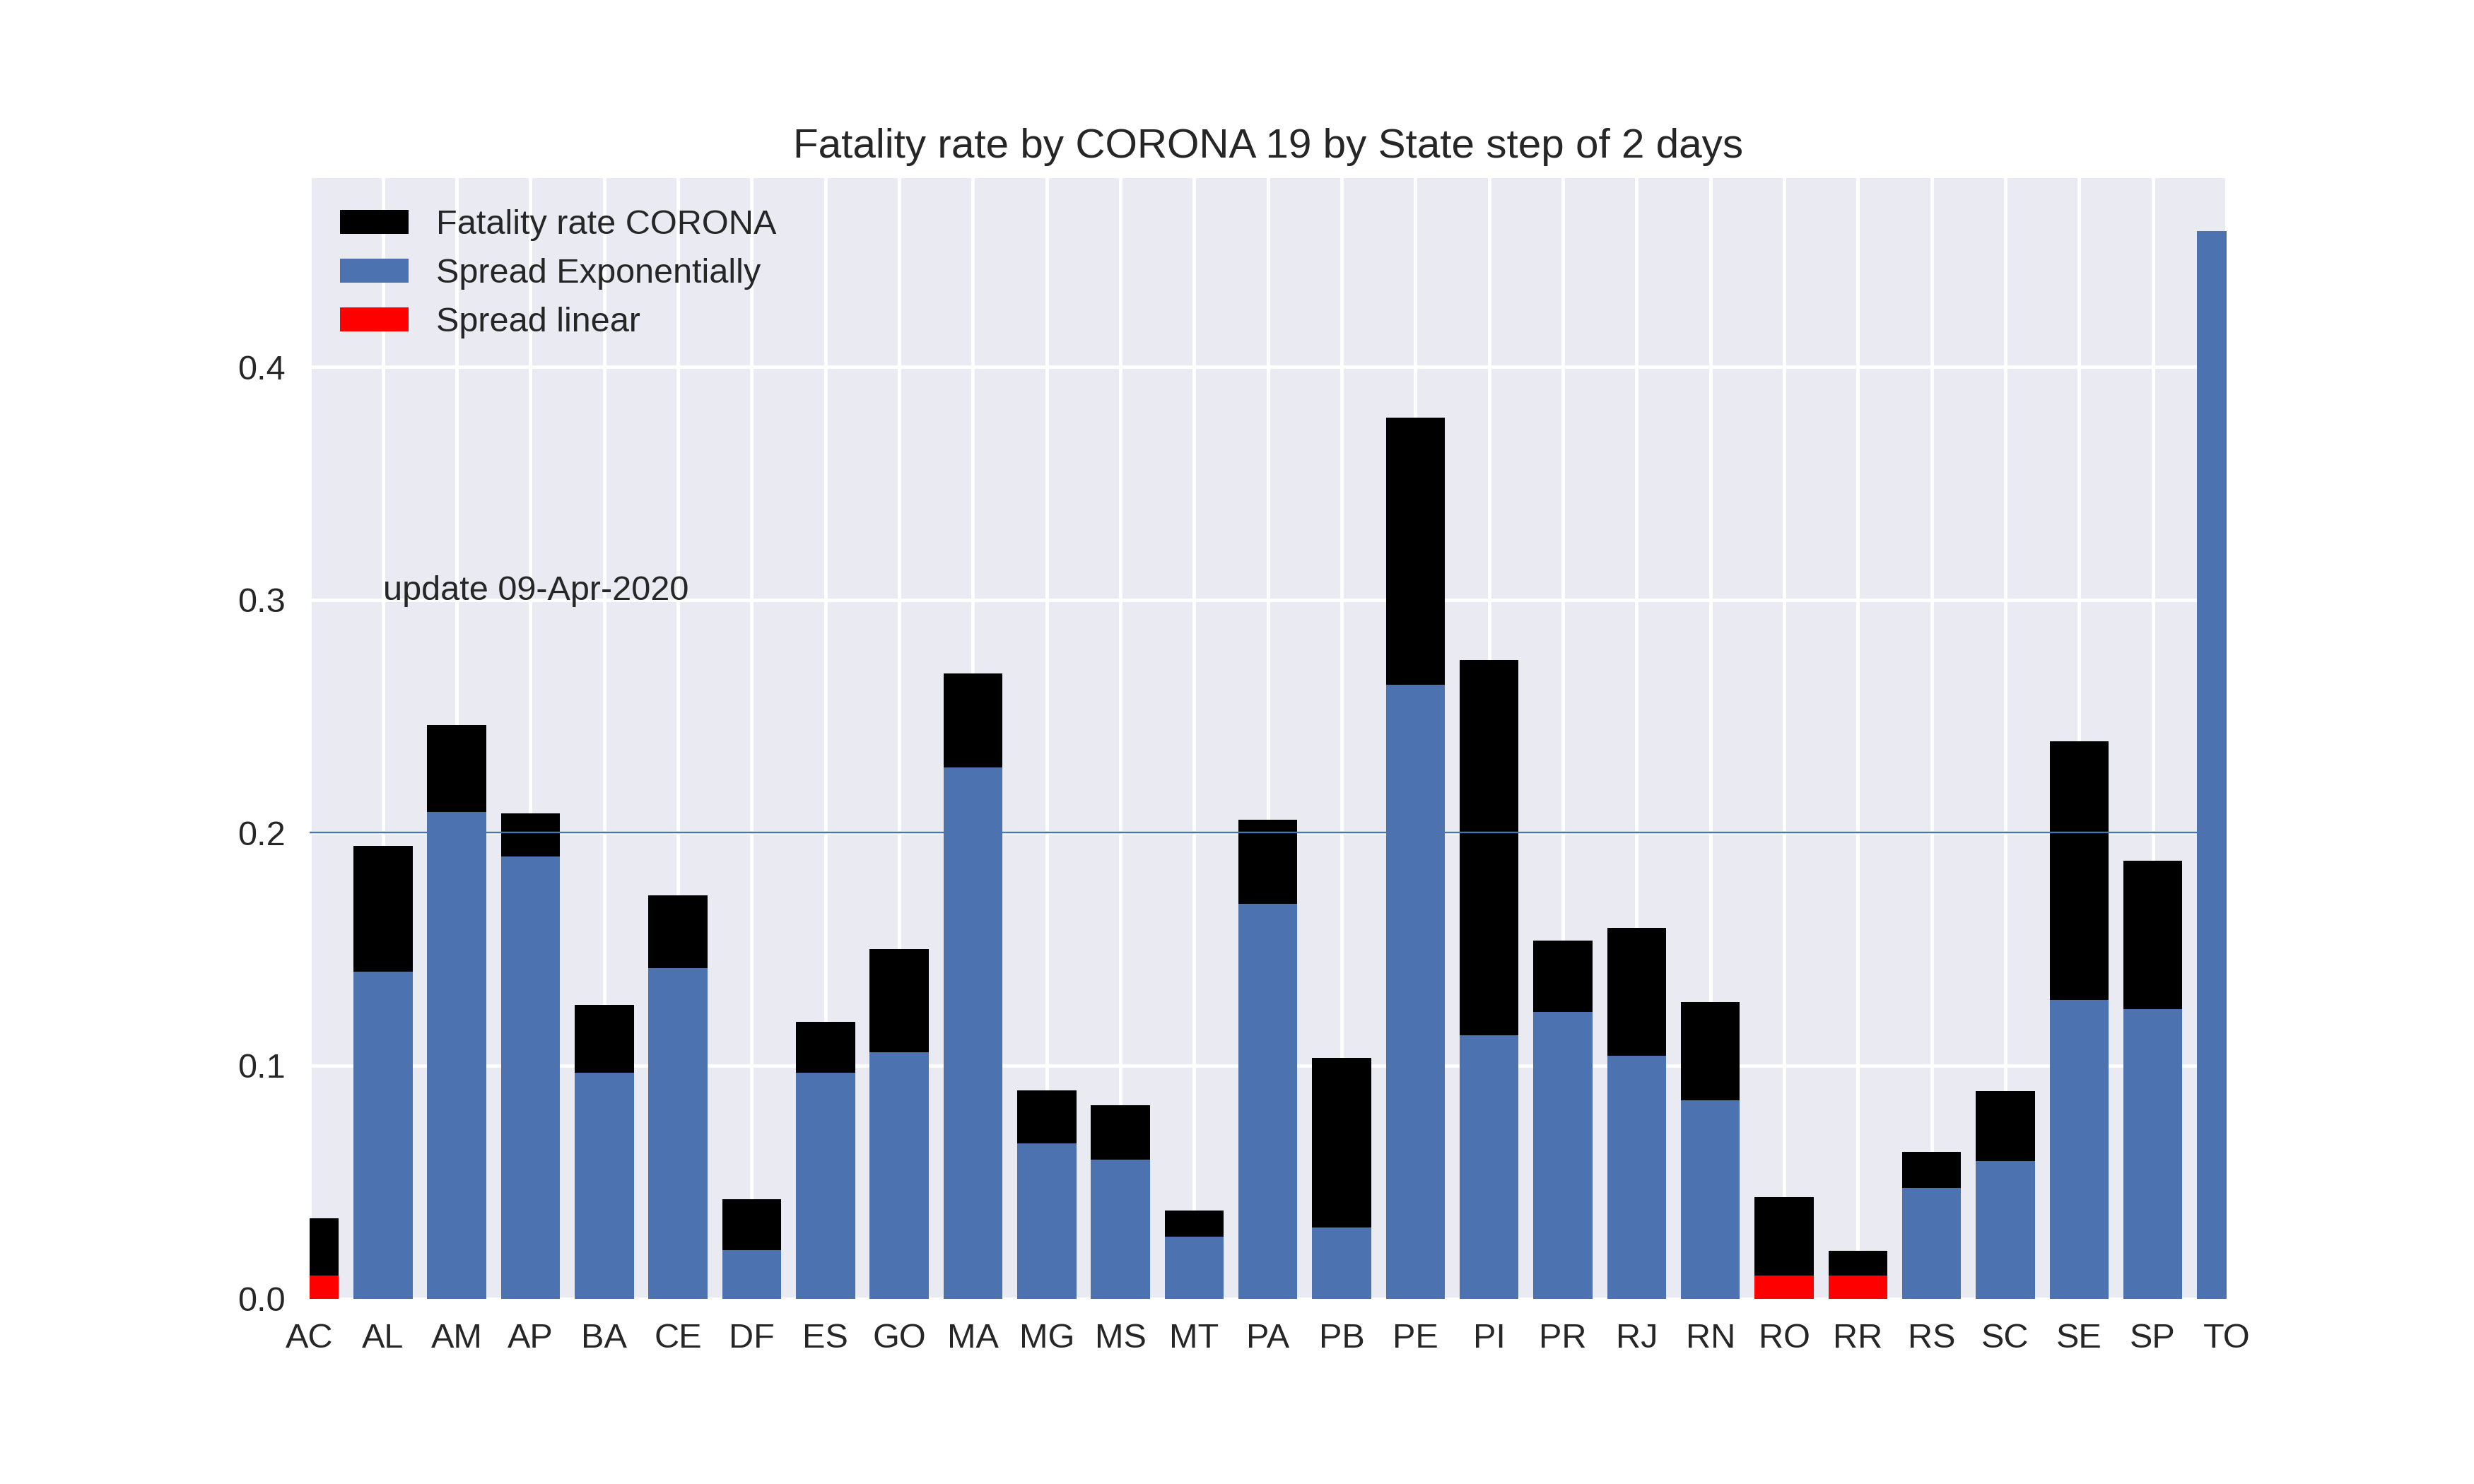 Fatality rate by CORONA 19 by State step of 2 days
Fatality rate CORONA
Spread Exponentially
Spread linear
0.4
update 09-Apr-2020
0.3
0.2
0.1
0.0
AC AL AM AP BA CE DF ES GO MA MG MS MT PA PB PE PI PR RJ RN RO RR RS SC SE SP TO